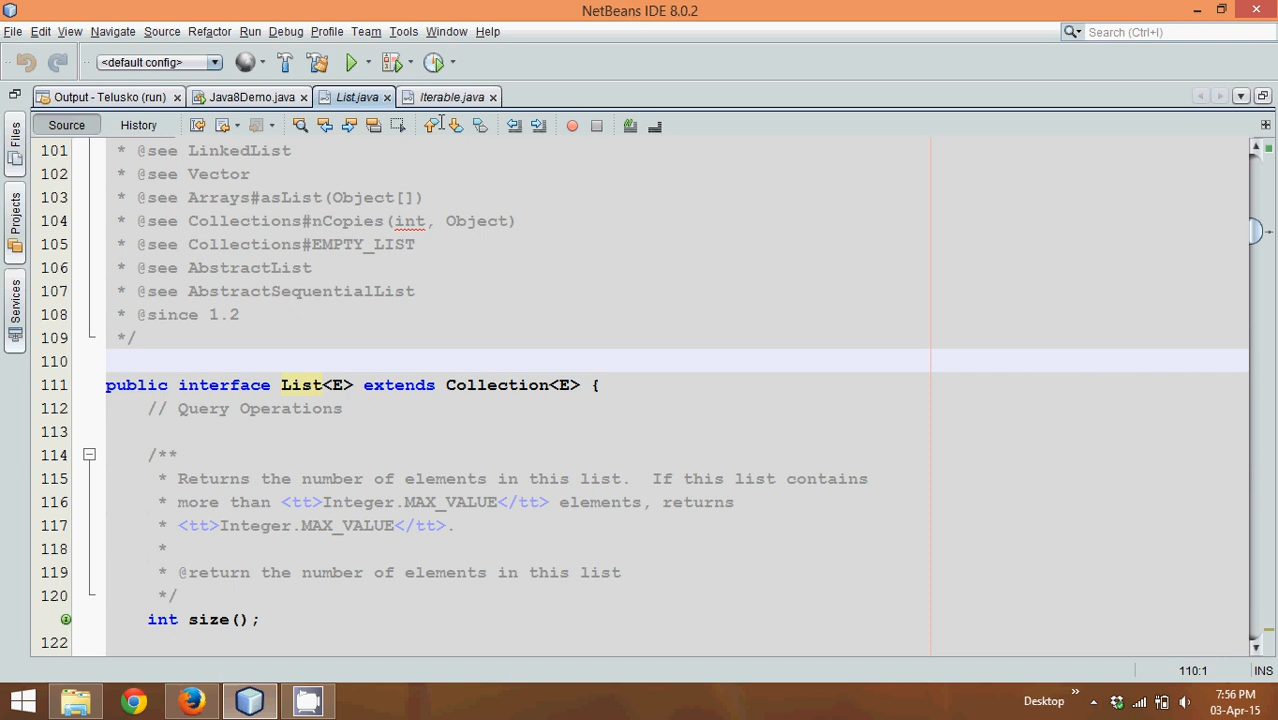 NetBeans IDE 8.0.2
File Edit View Navigate Source Refactor Run Debug Profile Team Tools Window Help
Search (Ctrl+I)
<default config>
Output - Telusko (run) Java8Demo.java List.java Iterable.java
Source History
Files
Projects
Services
101 * @see LinkedList
102 * @see Vector
103 * @see Arrays#asList(Object[])
104 * @see Collections#nCopies(int, Object)
105 * @see Collections#EMPTY_LIST
106 * @see AbstractList
107 * @see AbstractSequentialList
108 * @since 1.2
109 */
110
111 public interface List<E> extends Collection<E> {
112 // Query Operations
113
114 /**
115 * Returns the number of elements in this list. If this list contains
116 * more than <tt>Integer.MAX_VALUE</tt> elements, returns
117 * <tt>Integer.MAX_VALUE</tt>.
118 *
119 * @return the number of elements in this list
120 */
int size();
122
110:1 INS
Desktop
7:56 PM
03-Apr-15